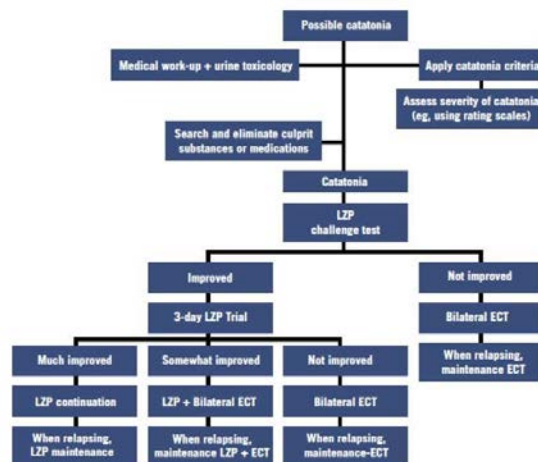 Possible catatonia
Medical work-up + urine toxicology
Apply catatonia criteria
Assess severity of catatonia
(eg, using rating scales)
Search and eliminate culprit
substances or medications
Catatonia
LZP
challenge test
Improved
Not improved
3-day LZP Trial
Bilateral ECT
When relapsing,
maintenance ECT
Much improved
Somewhat improved
Not improved
LZP continuation
LZP + Bilateral ECT
Bilateral ECT
When relapsing,
LZP maintenance
When relapsing,
maintenance LZP + ECT
When relapsing,
maintenance-ECT